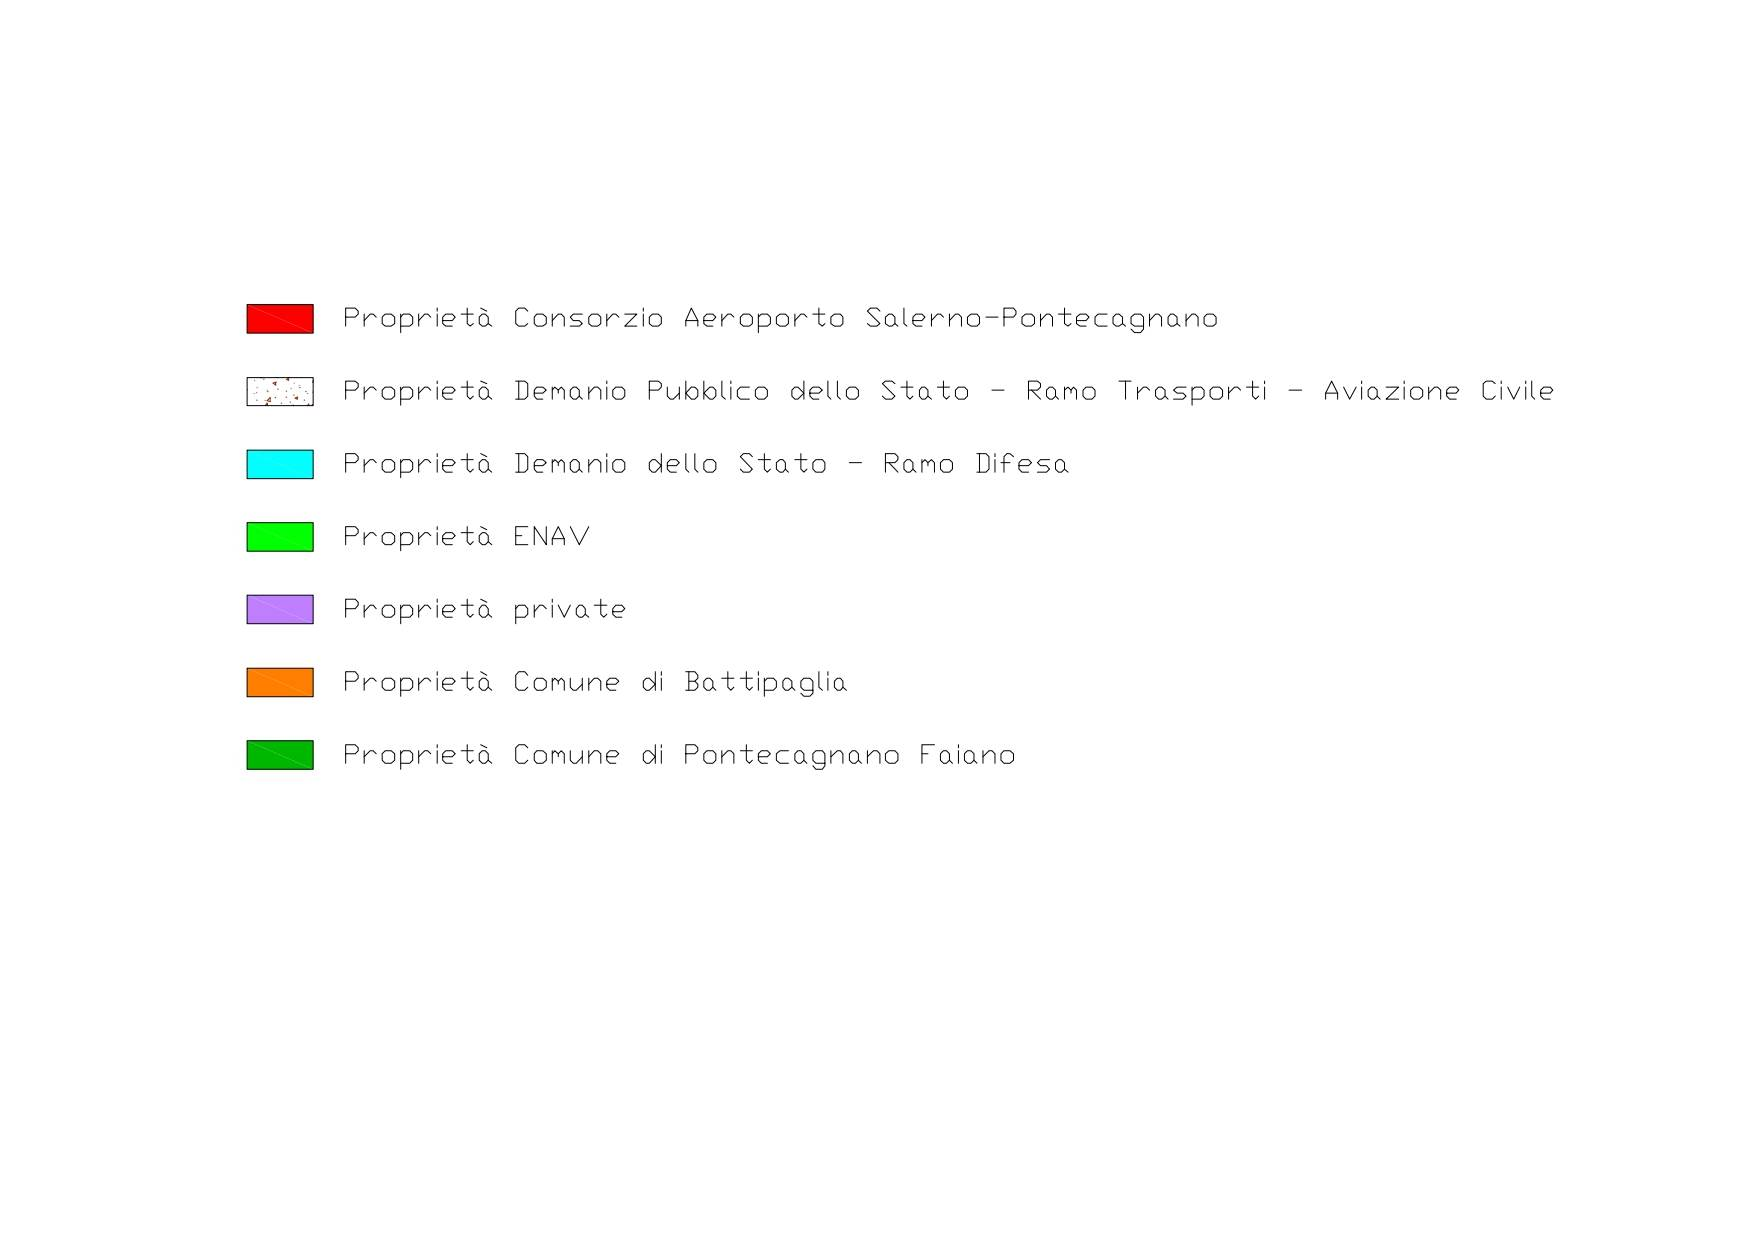 Proprietà Consorzio Aeroporto Salerno-Pontecagnano
Proprietà Demanio Pubblico dello Stato - Ramo Trasporti - Aviazione Civile
Proprietà Demanio dello Stato - Ramo Difesa
Proprietà ENAV
Proprietà private
Proprietà Comune di Battipaglia
Proprietà Comune di Pontecagnano Faiano